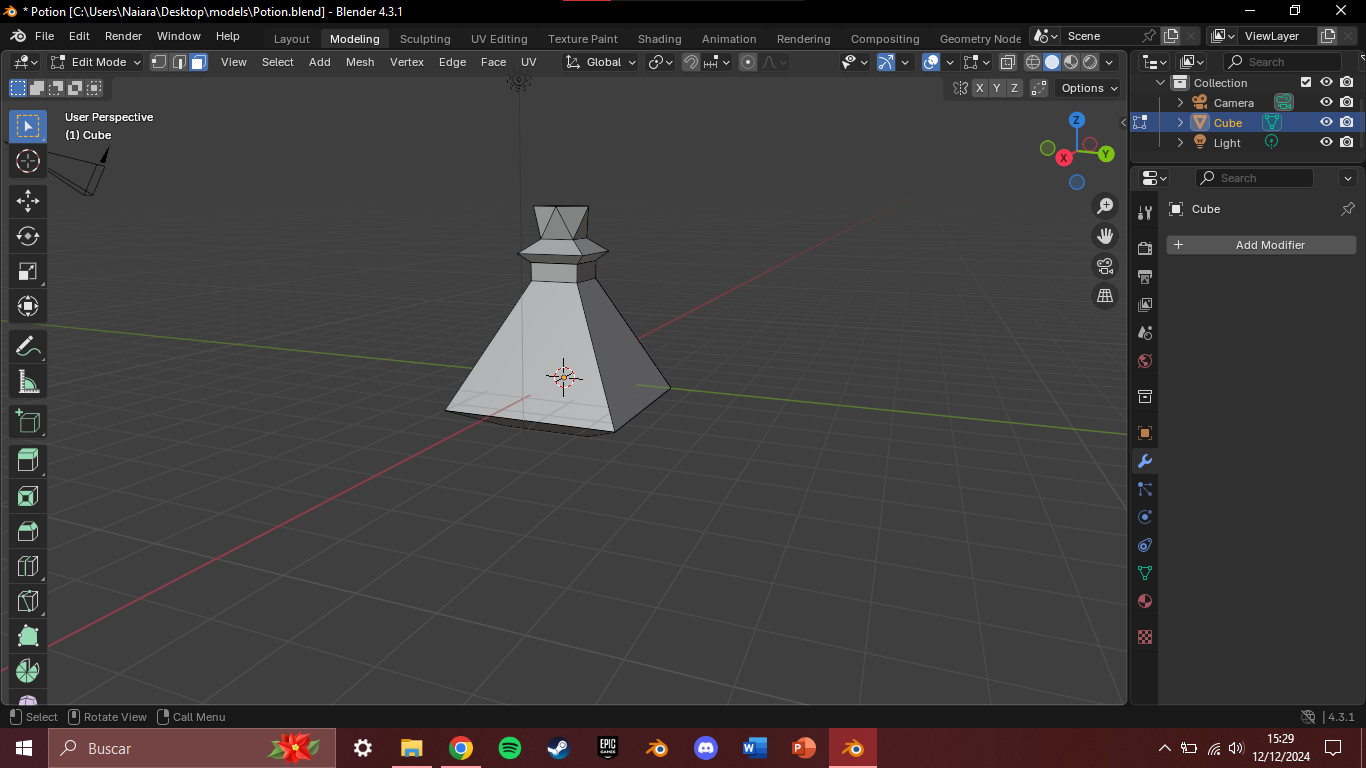 * Potion [C:\Users\Naiara\Desktop\models\Potion.blend] - Blender 4.3.1
File Edit Render Window Help Layout Modeling Sculpting UV Editing Texture Paint Shading Animation Rendering Compositing Geometry Node Scene ViewLayer
Edit Mode View Select Add Mesh Vertex Edge Face UV Global Search
X Y Z Options
Collection
Camera
Cube
Light
User Perspective
(1) Cube
Z
Y
X
Search
Cube
Add Modifier
Select Rotate View Call Menu 4.3.1
Buscar
EPIC
GAMES
W
P
15:29
12/12/2024